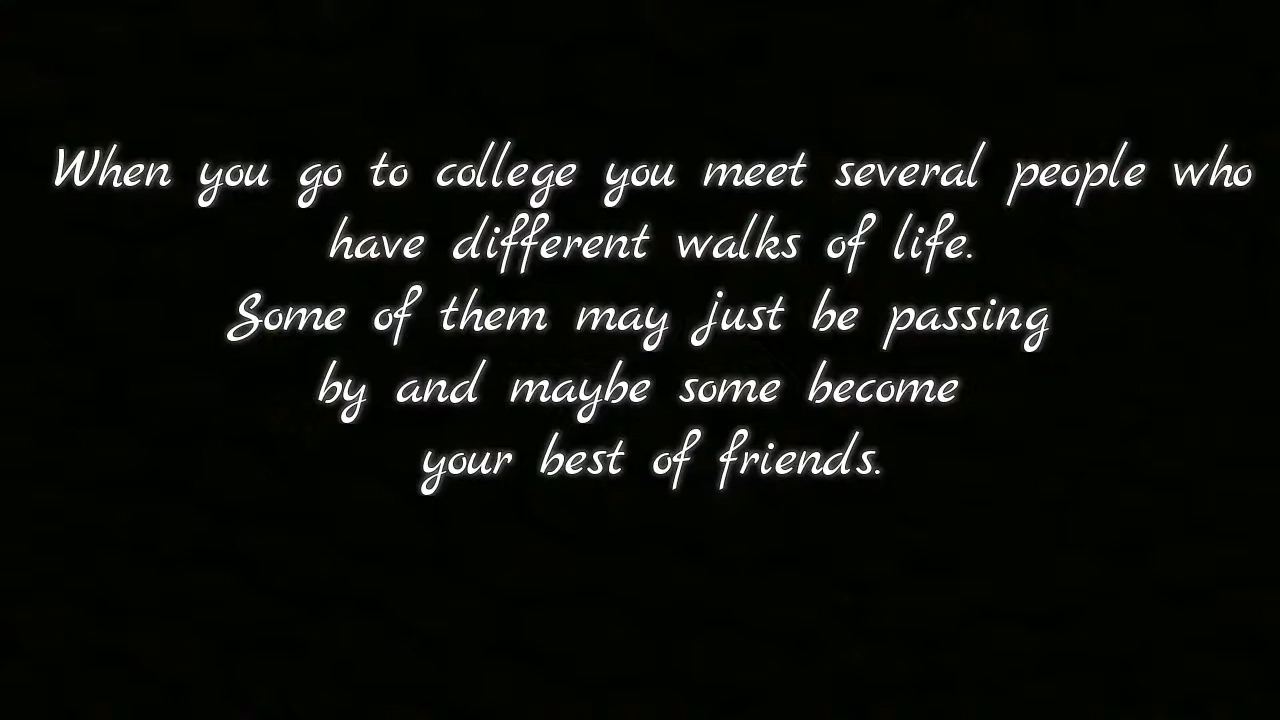 When you go to college you meet several people who
have different walks of life.
Some of them may just be passing
by and maybe some become
your best of friends.